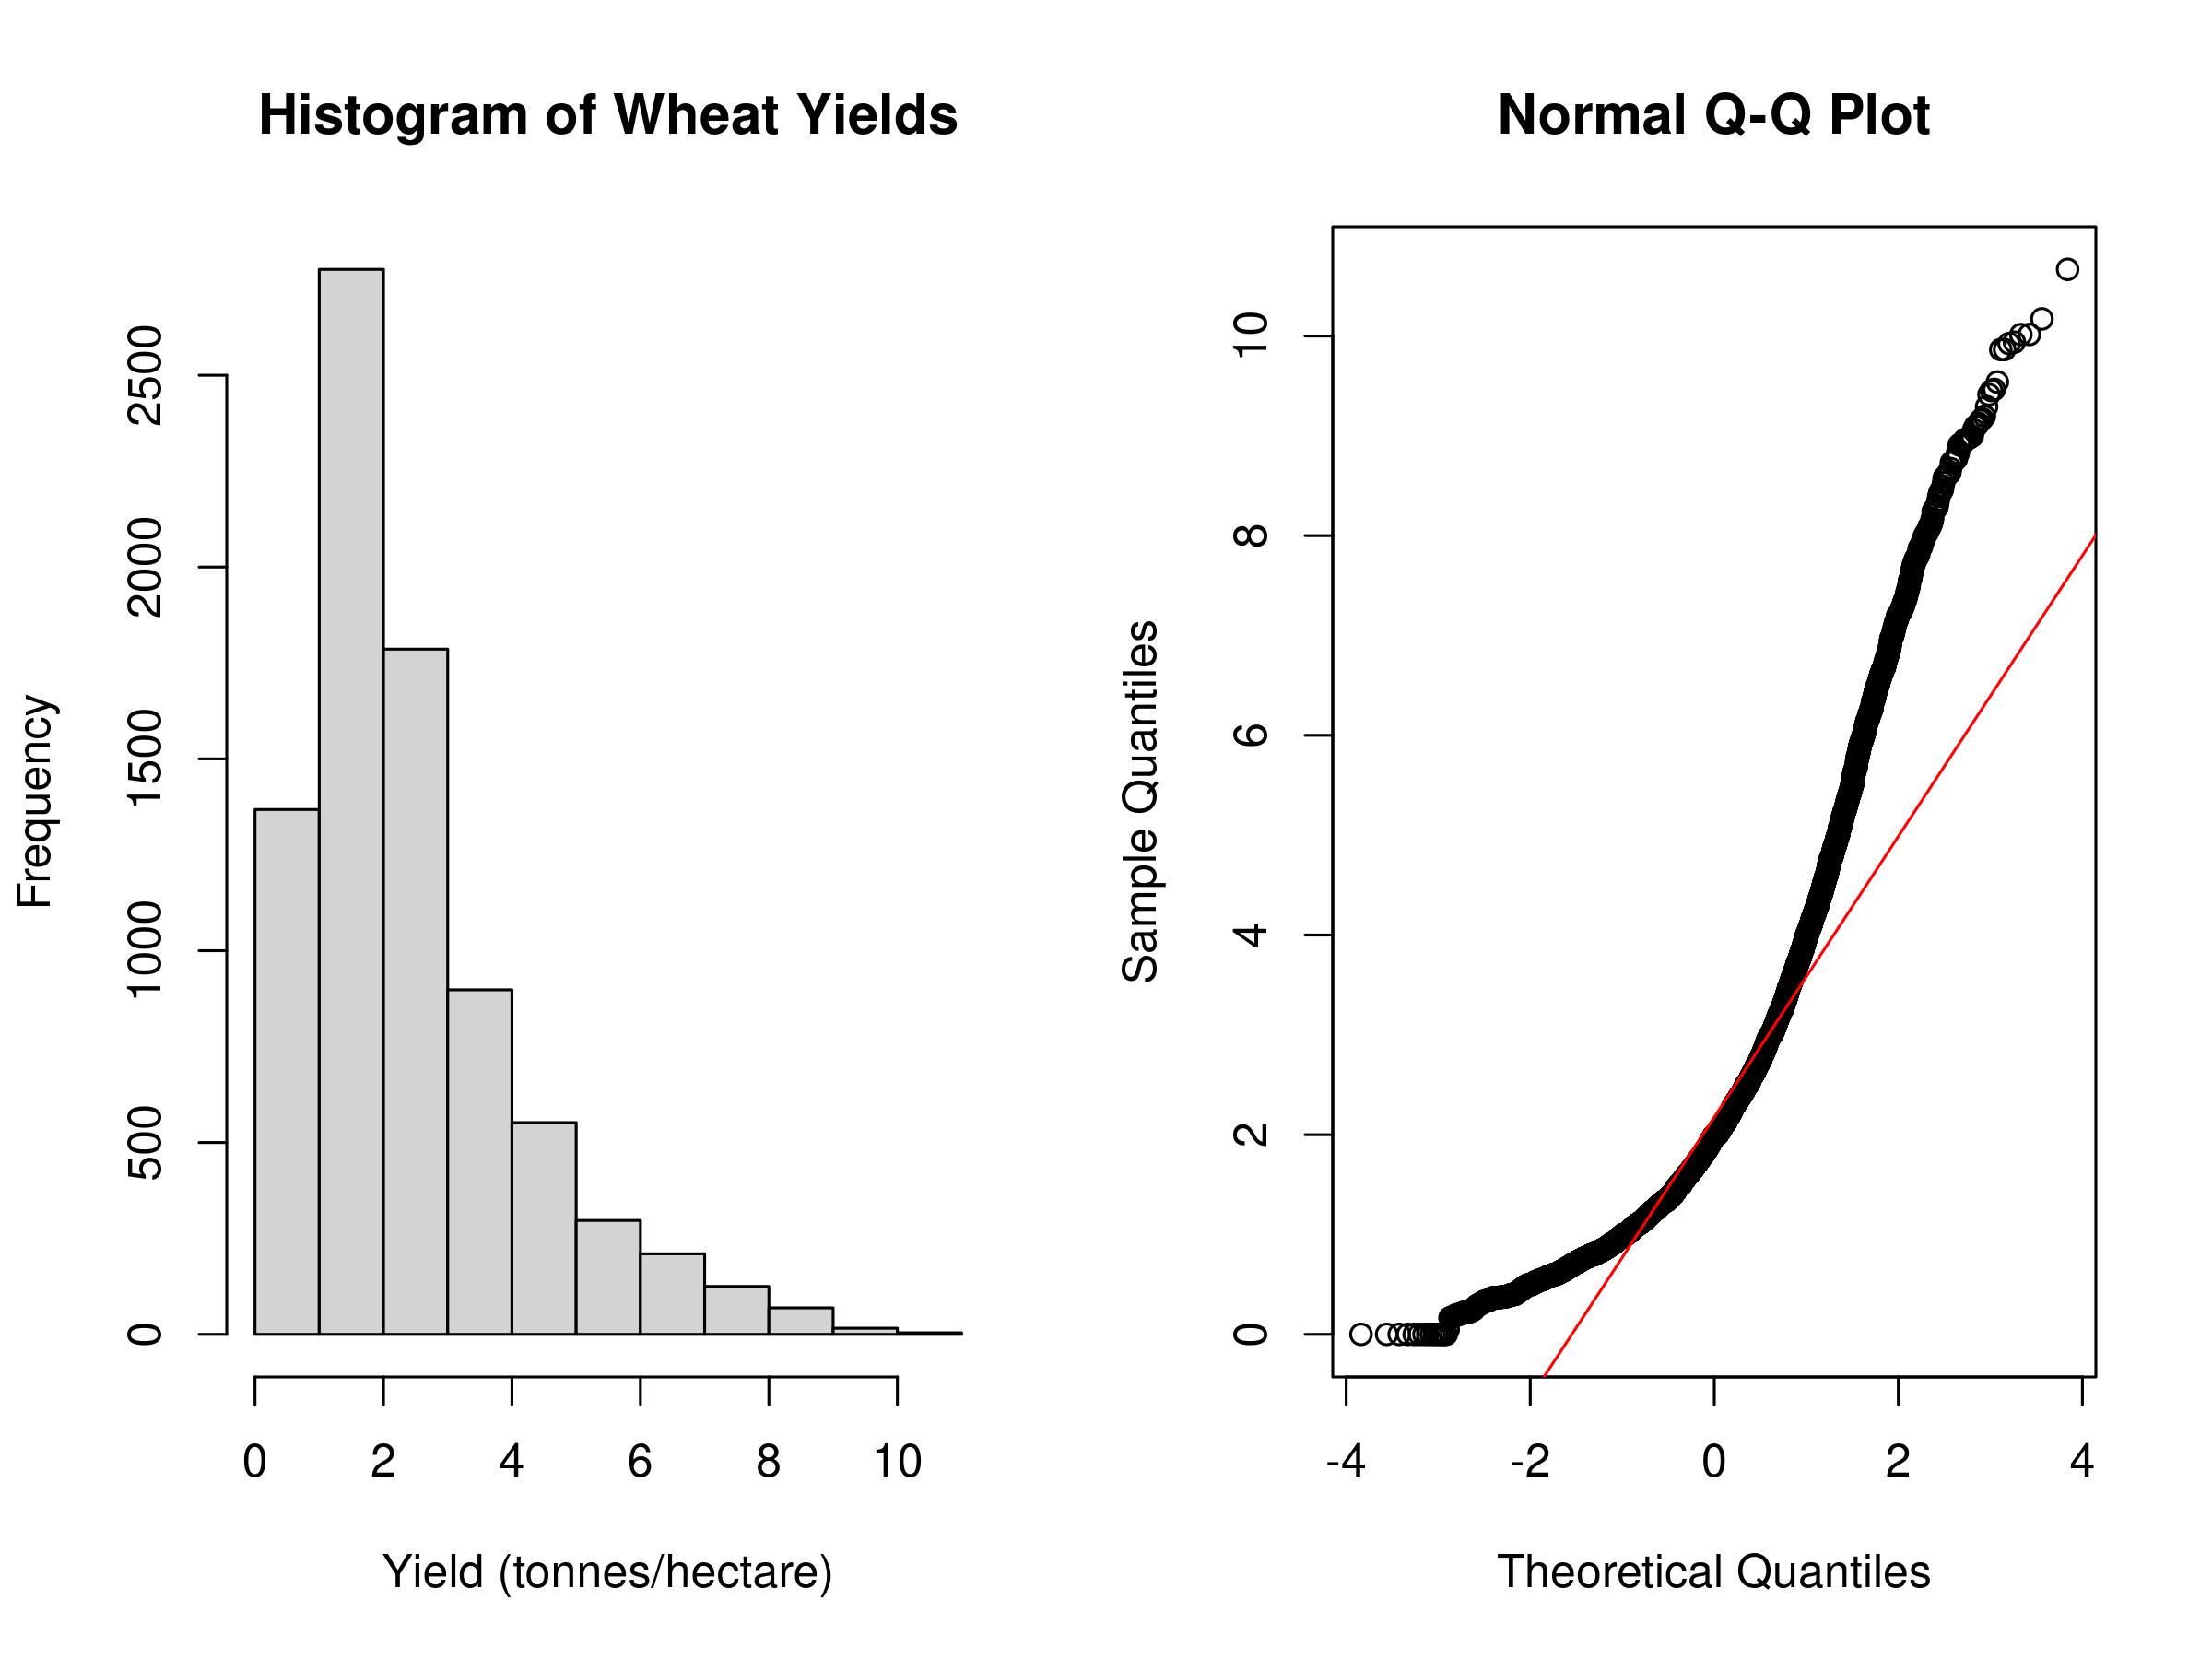 Histogram of Wheat Yields
Frequency
2500
2000
1500
1000
500
0
0 2 4 6 8 10
Yield (tonnes/hectare)
Normal Q-Q Plot
Sample Quantiles
10
8
6
4
2
0
-4 -2 0 2 4
Theoretical Quantiles